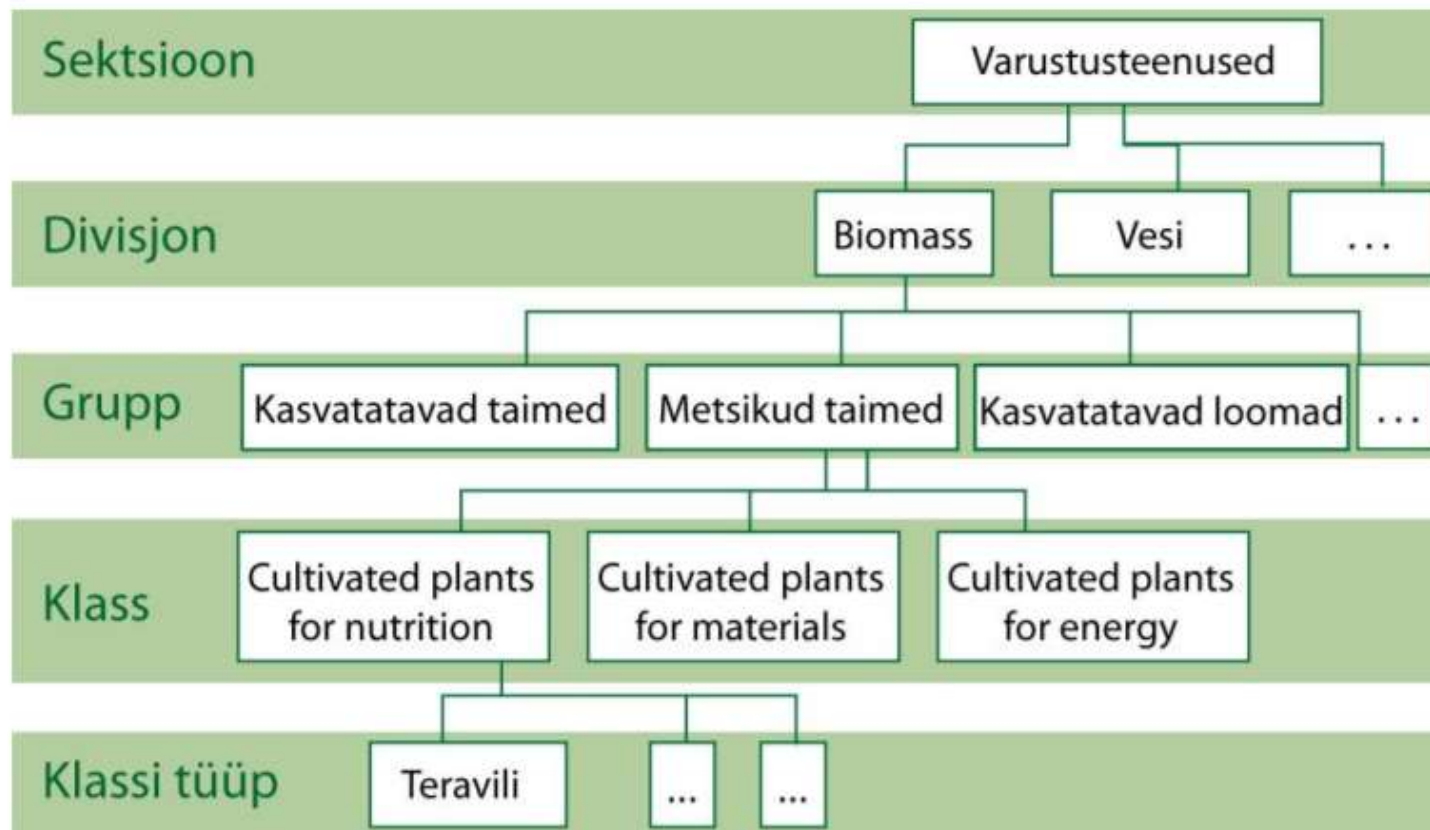 Sektsioon
Varustusteenused
Divisjon
Biomass
Vesi
...
Grupp
Kasvatatavad taimed
Metsikud taimed
Kasvatatavad loomad
...
Klass
Cultivated plants
for nutrition
Cultivated plants
for materials
Cultivated plants
for energy
Klassi tüüp
Teravili
...
...